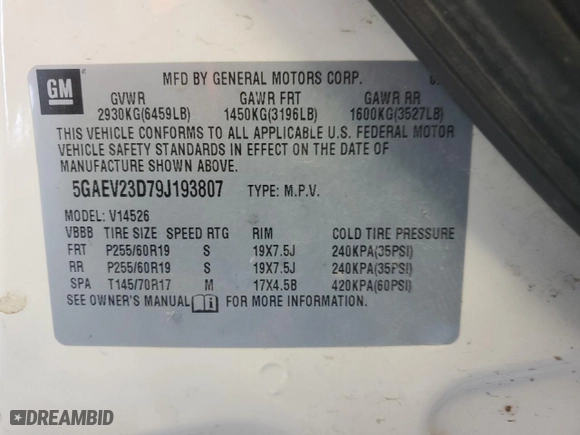 GM
MFD BY GENERAL MOTORS CORP.
GVWR GAWR FRT GAWR RR
2930KG(6459LB) 1450KG(3196LB) 1600KG(3527LB)
THIS VEHICLE CONFORMS TO ALL APPLICABLE U.S. FEDERAL MOTOR
VEHICLE SAFETY STANDARDS IN EFFECT ON THE DATE OF
MANUFACTURE SHOWN ABOVE.
5GAEV23D79J193807 TYPE: M.P.V.
MODEL: V14526
VBBB TIRE SIZE SPEED RTG RIM COLD TIRE PRESSURE
FRT P255/60R19 S 19X7.5J 240KPA(35PSI)
RR P255/60R19 S 19X7.5J 240KPA(35PSI)
SPA T145/70R17 M 17X4.5B 420KPA(60PSI)
SEE OWNER'S MANUAL FOR MORE INFORMATION.
DREAMBID